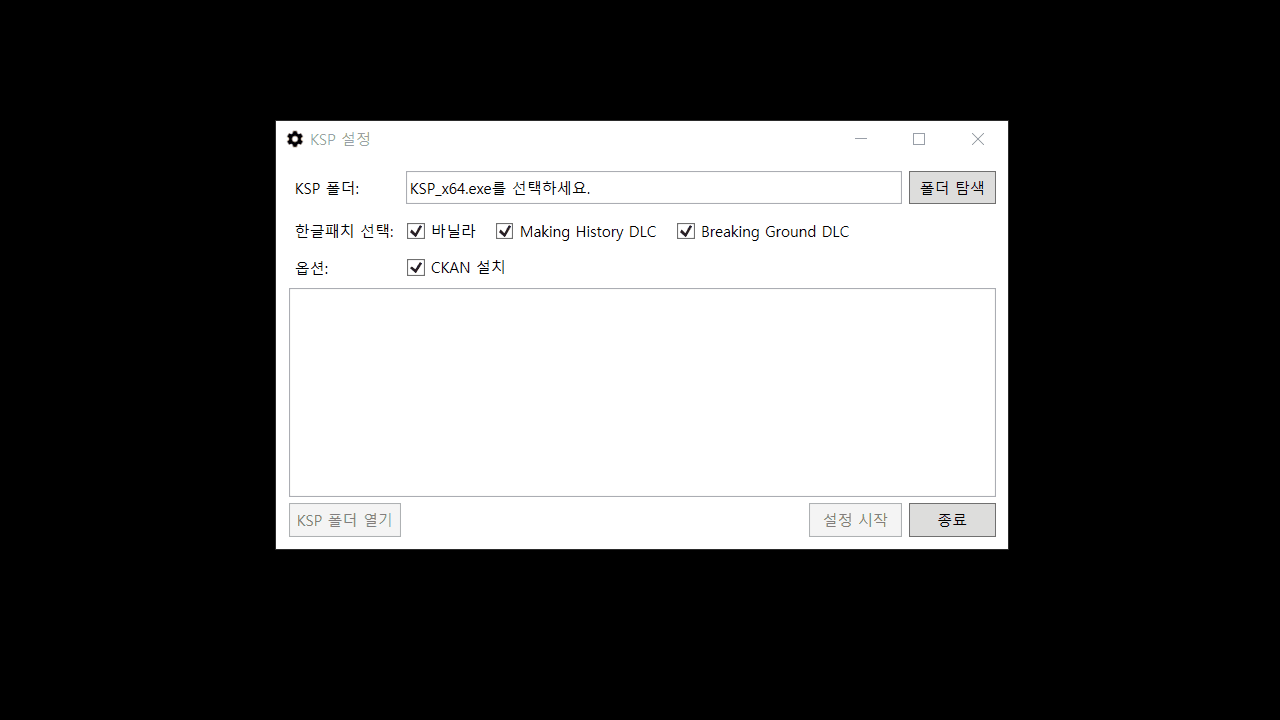 KSP 설정
KSP 폴더: KSP_x64.exe를 선택하세요. 폴더 탐색
한글패치 선택: 바닐라 Making History DLC Breaking Ground DLC
옵션: CKAN 설치
KSP 폴더 열기 설정 시작 종료